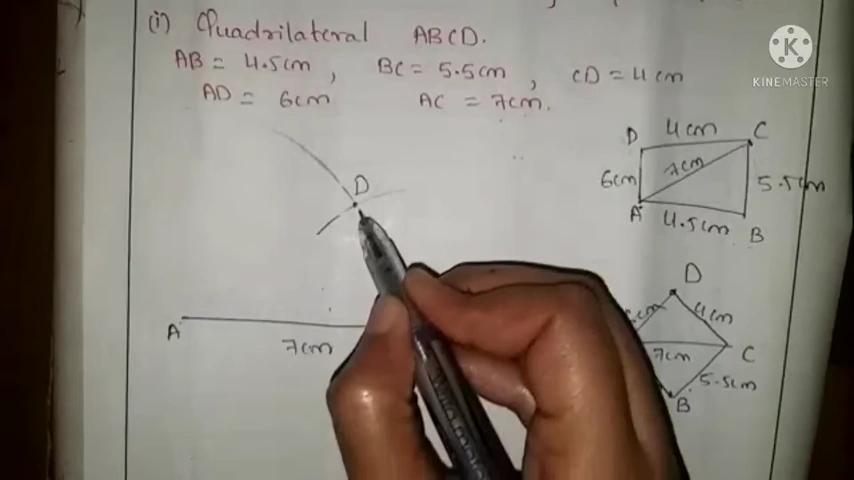 (i) Quadrilateral ABCD.
AB = 4.5cm , BC = 5.5cm , CD = 4cm
AD = 6cm AC = 7cm.
K
KINEMASTER
D 4cm C
6cm 7cm 5.5cm
A 4.5cm B
D
A
7cm
D
cm 4cm
7cm C
5.5cm
B